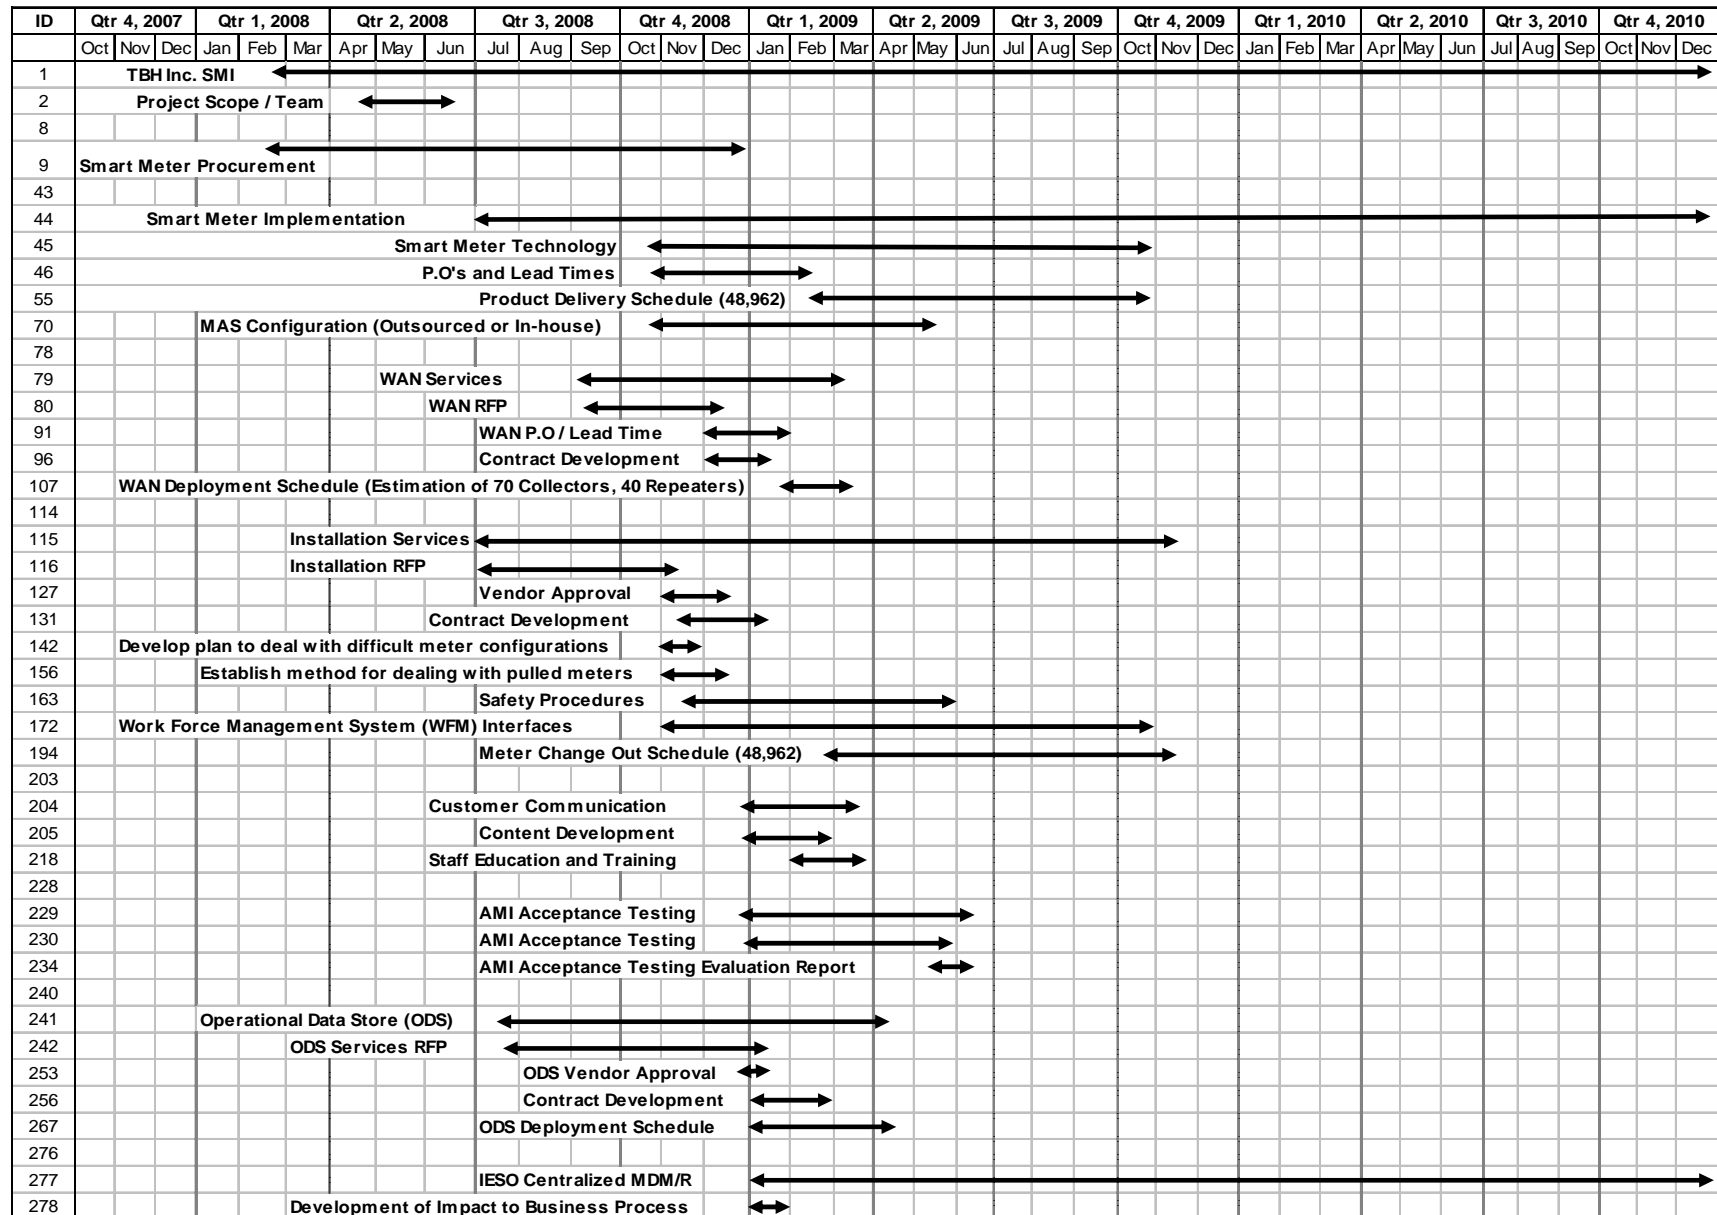 ID Qtr 4, 2007 Qtr 1, 2008 Qtr 2, 2008 Qtr 3, 2008 Qtr 4, 2008 Qtr 1, 2009 Qtr 2, 2009 Qtr 3, 2009 Qtr 4, 2009 Qtr 1, 2010 Qtr 2, 2010 Qtr 3, 2010 Qtr 4, 2010
Oct Nov Dec Jan Feb Mar Apr May Jun Jul Aug Sep Oct Nov Dec Jan Feb Mar Apr May Jun Jul Aug Sep Oct Nov Dec Jan Feb Mar Apr May Jun Jul Aug Sep Oct Nov Dec
1 TBH Inc. SMI
2 Project Scope / Team
8
9 Smart Meter Procurement
43
44 Smart Meter Implementation
45 Smart Meter Technology
46 P.O's and Lead Times
55 Product Delivery Schedule (48,962)
70 MAS Configuration (Outsourced or In-house)
78
79 WAN Services
80 WAN RFP
91 WAN P.O / Lead Time
96 Contract Development
107 WAN Deployment Schedule (Estimation of 70 Collectors, 40 Repeaters)
114
115 Installation Services
116 Installation RFP
127 Vendor Approval
131 Contract Development
142 Develop plan to deal with difficult meter configurations
156 Establish method for dealing with pulled meters
163 Safety Procedures
172 Work Force Management System (WFM) Interfaces
194 Meter Change Out Schedule (48,962)
203
204 Customer Communication
205 Content Development
218 Staff Education and Training
228
229 AMI Acceptance Testing
230 AMI Acceptance Testing
234 AMI Acceptance Testing Evaluation Report
240
241 Operational Data Store (ODS)
242 ODS Services RFP
253 ODS Vendor Approval
256 Contract Development
267 ODS Deployment Schedule
276
277 IESO Centralized MDM/R
278 Development of Impact to Business Process